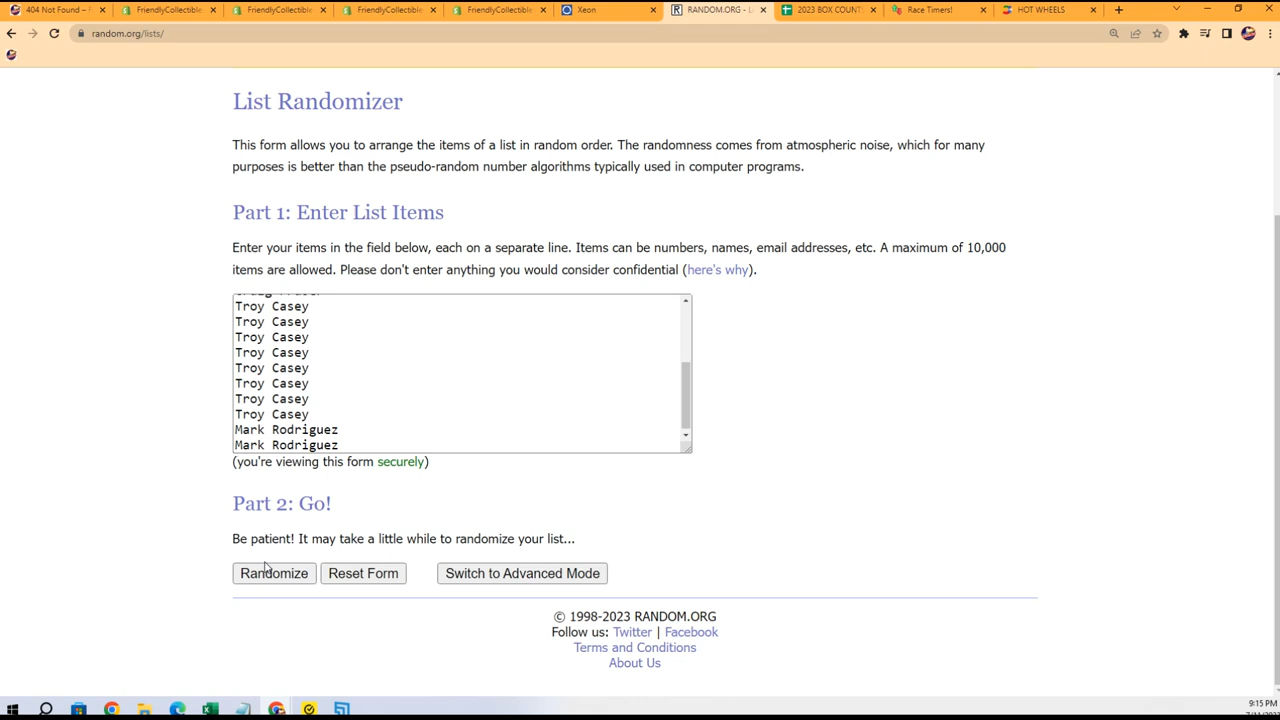 404 Not Found – F
FriendlyCollectible
FriendlyCollectible
FriendlyCollectible
FriendlyCollectible
Xeon
RANDOM.ORG - L
2023 BOX COUNT
Race Timers!
HOT WHEELS
random.org/lists/
List Randomizer
This form allows you to arrange the items of a list in random order. The randomness comes from atmospheric noise, which for many
purposes is better than the pseudo-random number algorithms typically used in computer programs.
Part 1: Enter List Items
Enter your items in the field below, each on a separate line. Items can be numbers, names, email addresses, etc. A maximum of 10,000
items are allowed. Please don't enter anything you would consider confidential (here's why).
Troy Casey
Troy Casey
Troy Casey
Troy Casey
Troy Casey
Troy Casey
Troy Casey
Troy Casey
Mark Rodriguez
Mark Rodriguez
(you're viewing this form securely)
Part 2: Go!
Be patient! It may take a little while to randomize your list...
Randomize Reset Form Switch to Advanced Mode
© 1998-2023 RANDOM.ORG
Follow us: Twitter | Facebook
Terms and Conditions
About Us
9:15 PM